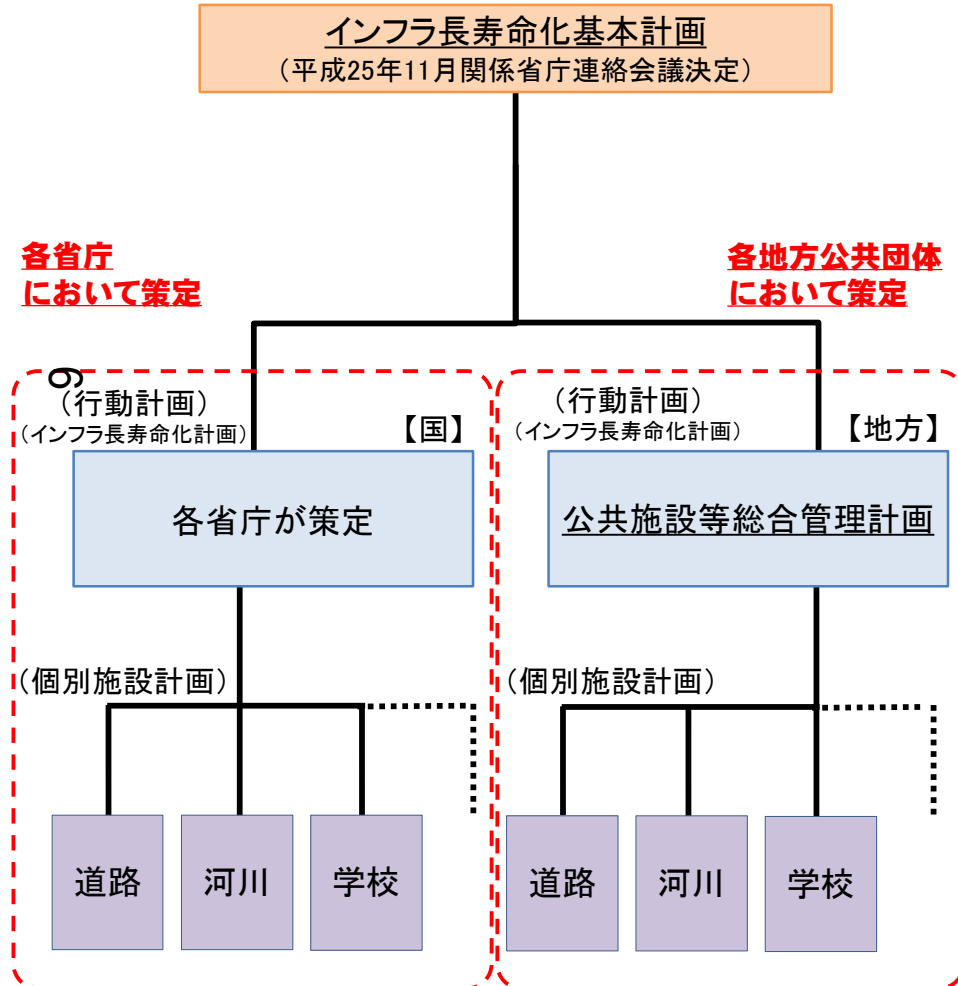 インフラ長寿命化基本計画
（平成25年11月関係省庁連絡会議決定）
各省庁
において策定
各地方公共団体
において策定
6
（行動計画）
（インフラ長寿命化計画）
【国】
各省庁が策定
（個別施設計画）
道路
河川
学校
（行動計画）
（インフラ長寿命化計画）
【地方】
公共施設等総合管理計画
（個別施設計画）
道路
河川
学校